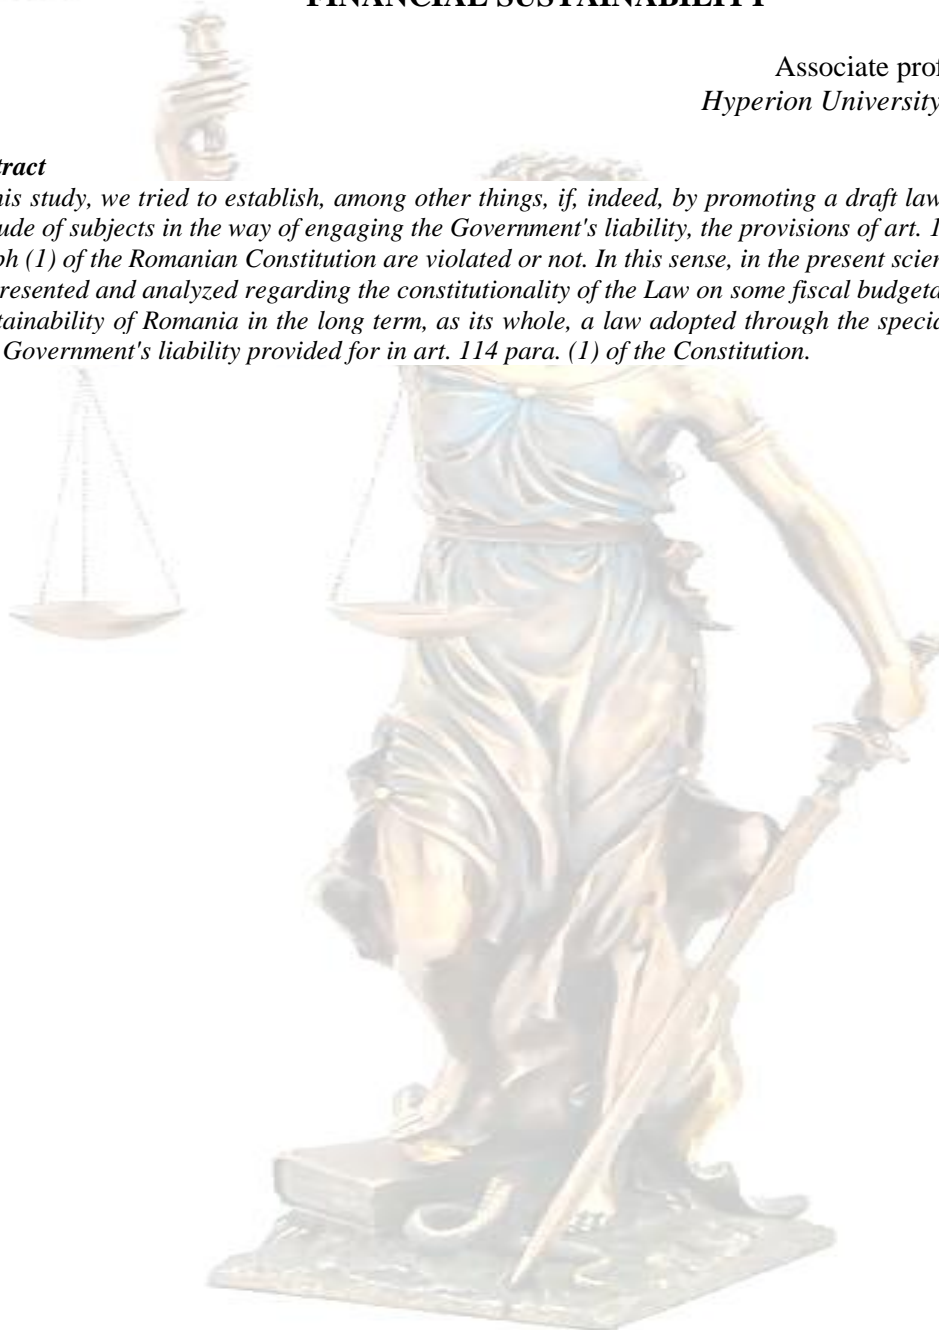 FINANCIAL SUSTAINABILITY
Associate prof
Hyperion University
tract
his study, we tried to establish, among other things, if, indeed, by promoting a draft law
ude of subjects in the way of engaging the Government's liability, the provisions of art. 1
ph (1) of the Romanian Constitution are violated or not. In this sense, in the present scien
resented and analyzed regarding the constitutionality of the Law on some fiscal budgeta
tainability of Romania in the long term, as its whole, a law adopted through the specia
Government's liability provided for in art. 114 para. (1) of the Constitution.